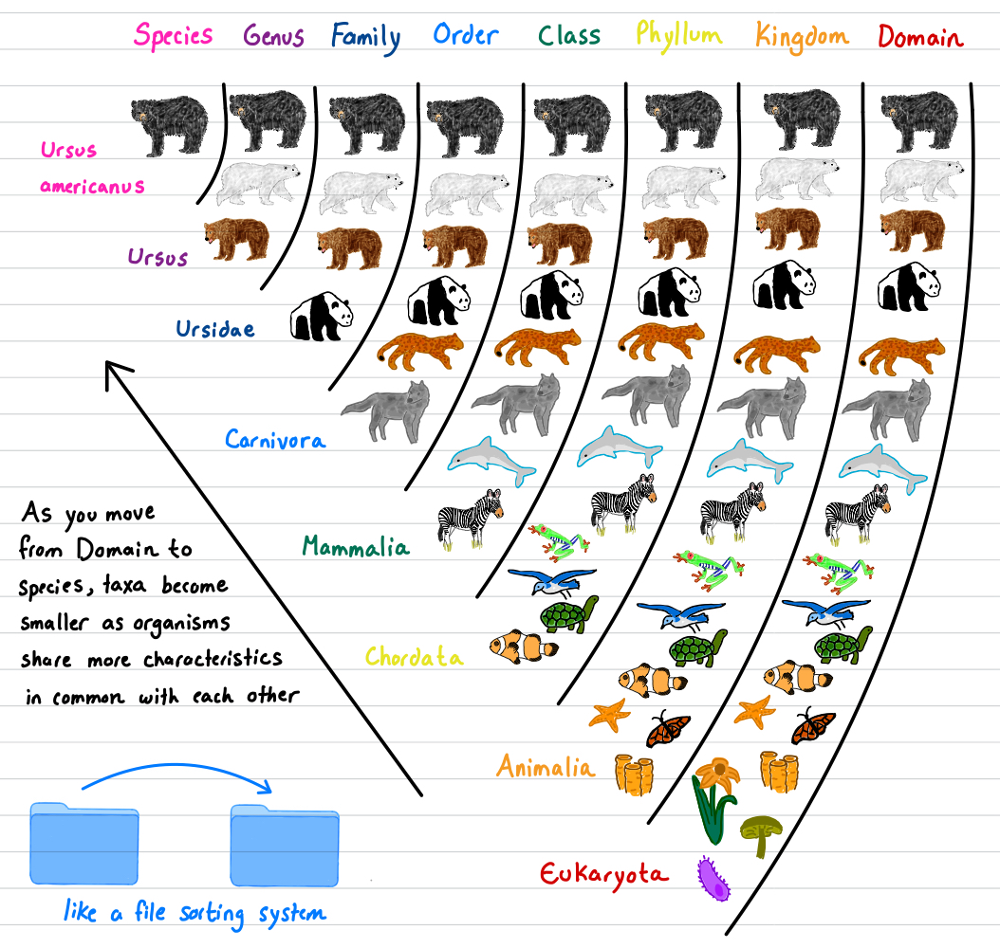 Species Genus Family Order Class Phyllum Kingdom Domain
Ursus
americanus
Ursus
Ursidae
Carnivora
Mammalia
Chordata
Animalia
Eukaryota
As you move
from Domain to
species, taxa become
smaller as organisms
share more characteristics
in common with each other
like a file sorting system